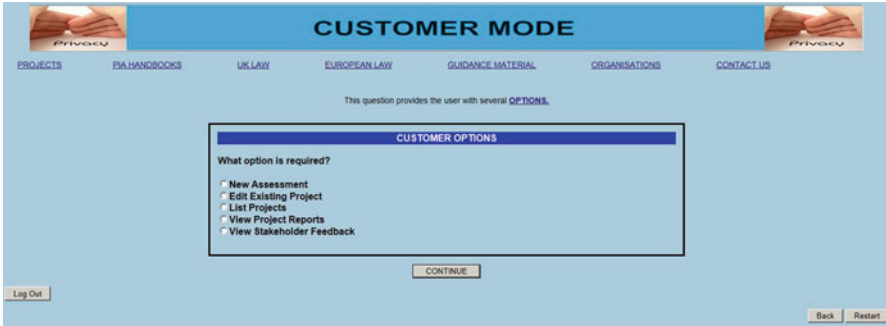 Privacy
CUSTOMER MODE
Privacy
PROJECTS PIA HANDBOOKS UK LAW EUROPEAN LAW GUIDANCE MATERIAL ORGANISATIONS CONTACT US
This question provides the user with several OPTIONS.
CUSTOMER OPTIONS
What option is required?
New Assessment
Edit Existing Project
List Projects
View Project Reports
View Stakeholder Feedback
CONTINUE
Log Out
Back Restart